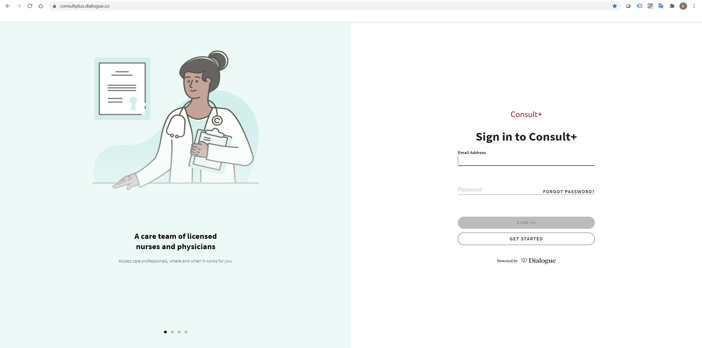 consultplus.dialogue.co
A care team of licensed
nurses and physicians
Access care professionals, where and when it works for you.
Consult+
Sign in to Consult+
Email Address
Password
FORGOT PASSWORD?
SIGN IN
GET STARTED
Powered by Dialogue